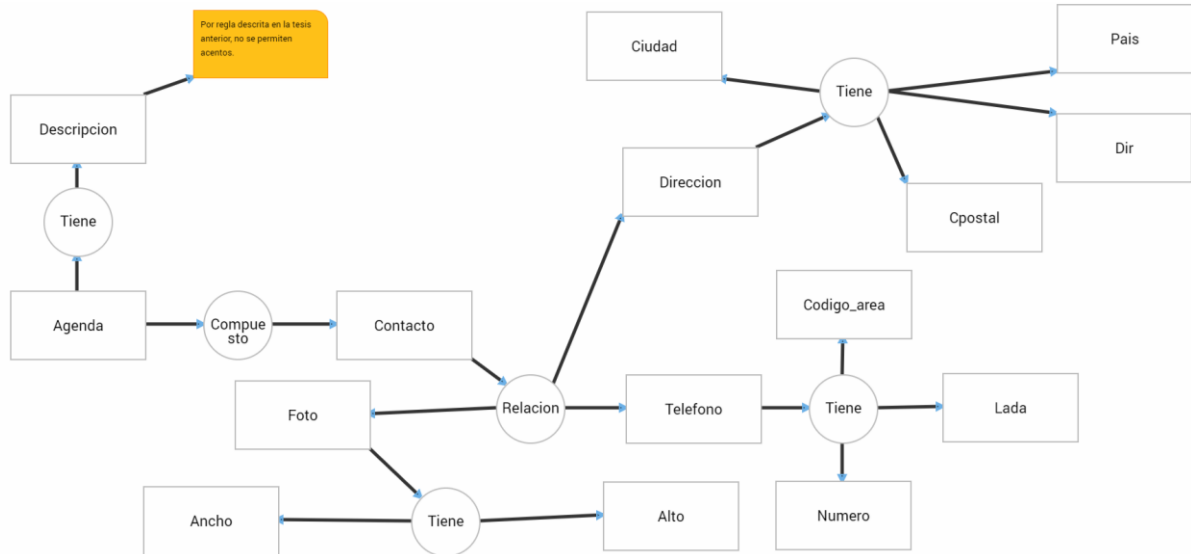 Por regla descrita en la tesis
anterior, no se permiten
acentos.
Ciudad
Pais
Tiene
Descripcion
Dir
Direccion
Tiene
Cpostal
Codigo_area
Agenda
Compue
sto
Contacto
Foto
Relacion
Telefono
Tiene
Lada
Ancho
Tiene
Alto
Numero